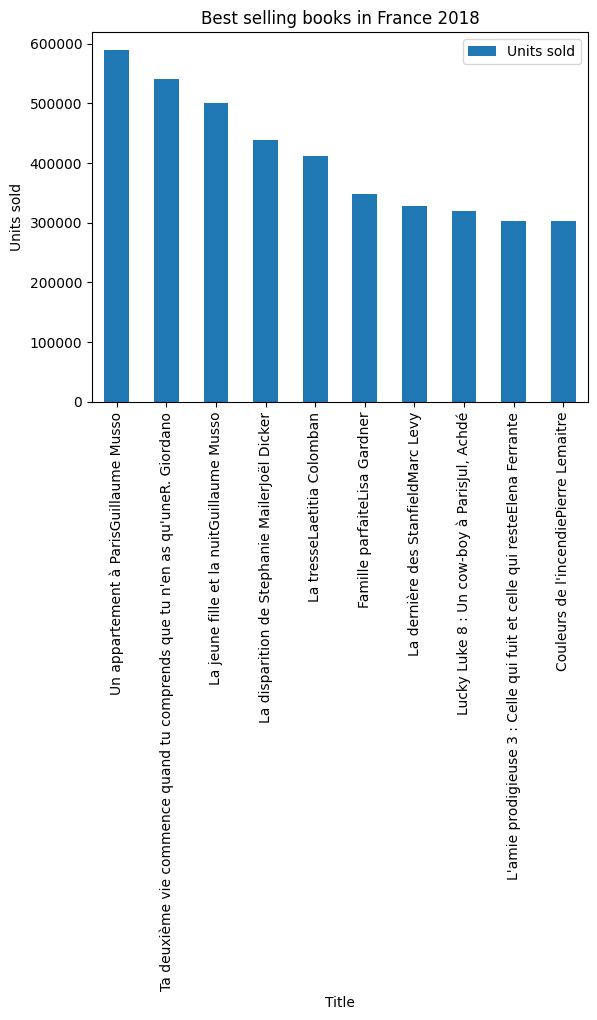 Best selling books in France 2018
Units sold
Units sold
600000
500000
400000
300000
200000
100000
0
Un appartement à ParisGuillaume Musso
Ta deuxième vie commence quand tu comprends que tu n'en as qu'uneR. Giordano
La jeune fille et la nuitGuillaume Musso
La disparition de Stephanie MailerJoël Dicker
La tresseLaetitia Colomban
Famille parfaiteLisa Gardner
La dernière des StanfieldMarc Levy
Lucky Luke 8 : Un cow-boy à ParisJul, Achdé
L'amie prodigieuse 3 : Celle qui fuit et celle qui resteElena Ferrante
Couleurs de l'incendiePierre Lemaitre
Title